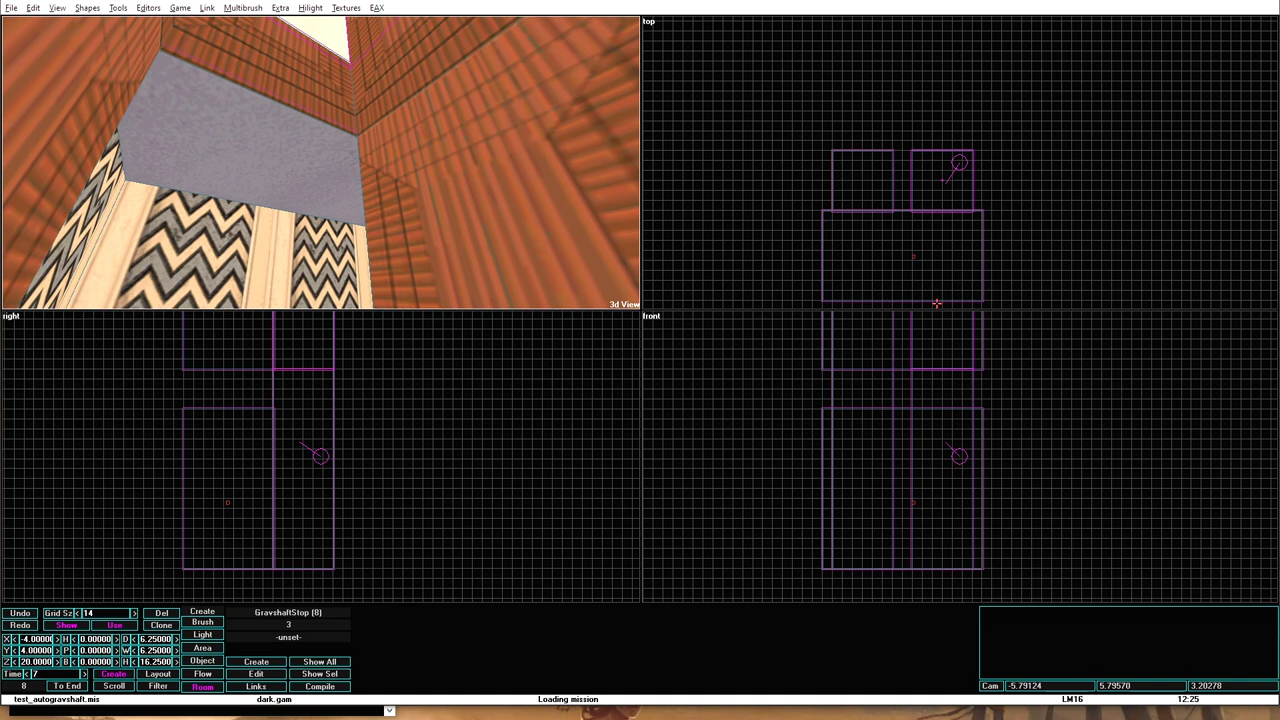 File Edit View Shapes Tools Editors Game Link Multibrush Extra Hilight Textures EAX
top
3d View
right
front
Undo Grid Sz < 14 > Del Create GravshaftStop (8)
Redo Show Use Clone Brush 3
X < -4.0000( > H < 0.00000 > D < 6.25000 > Light -unset-
Y < 4.00000 > P < 0.00000 > W < 6.25000 > Area
Z < 20.0000( > B < 0.00000 > H < 16.2500 > Object Create Show All
Time < 7 > Create Layout Flow Edit Show Sel
8 To End Scroll Filter Room Links Compile Cam -5.79124 5.79570 3.20278
test_autogravshaft.mis dark.gam Loading mission LM16 12:25